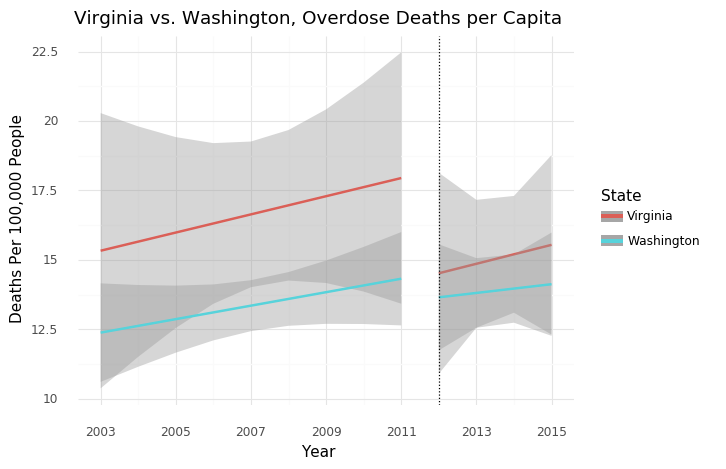 Virginia vs. Washington, Overdose Deaths per Capita
22.5
20
17.5
15
12.5
10
Deaths Per 100,000 People
2003 2005 2007 2009 2011 2013 2015
Year
State
Virginia
Washington